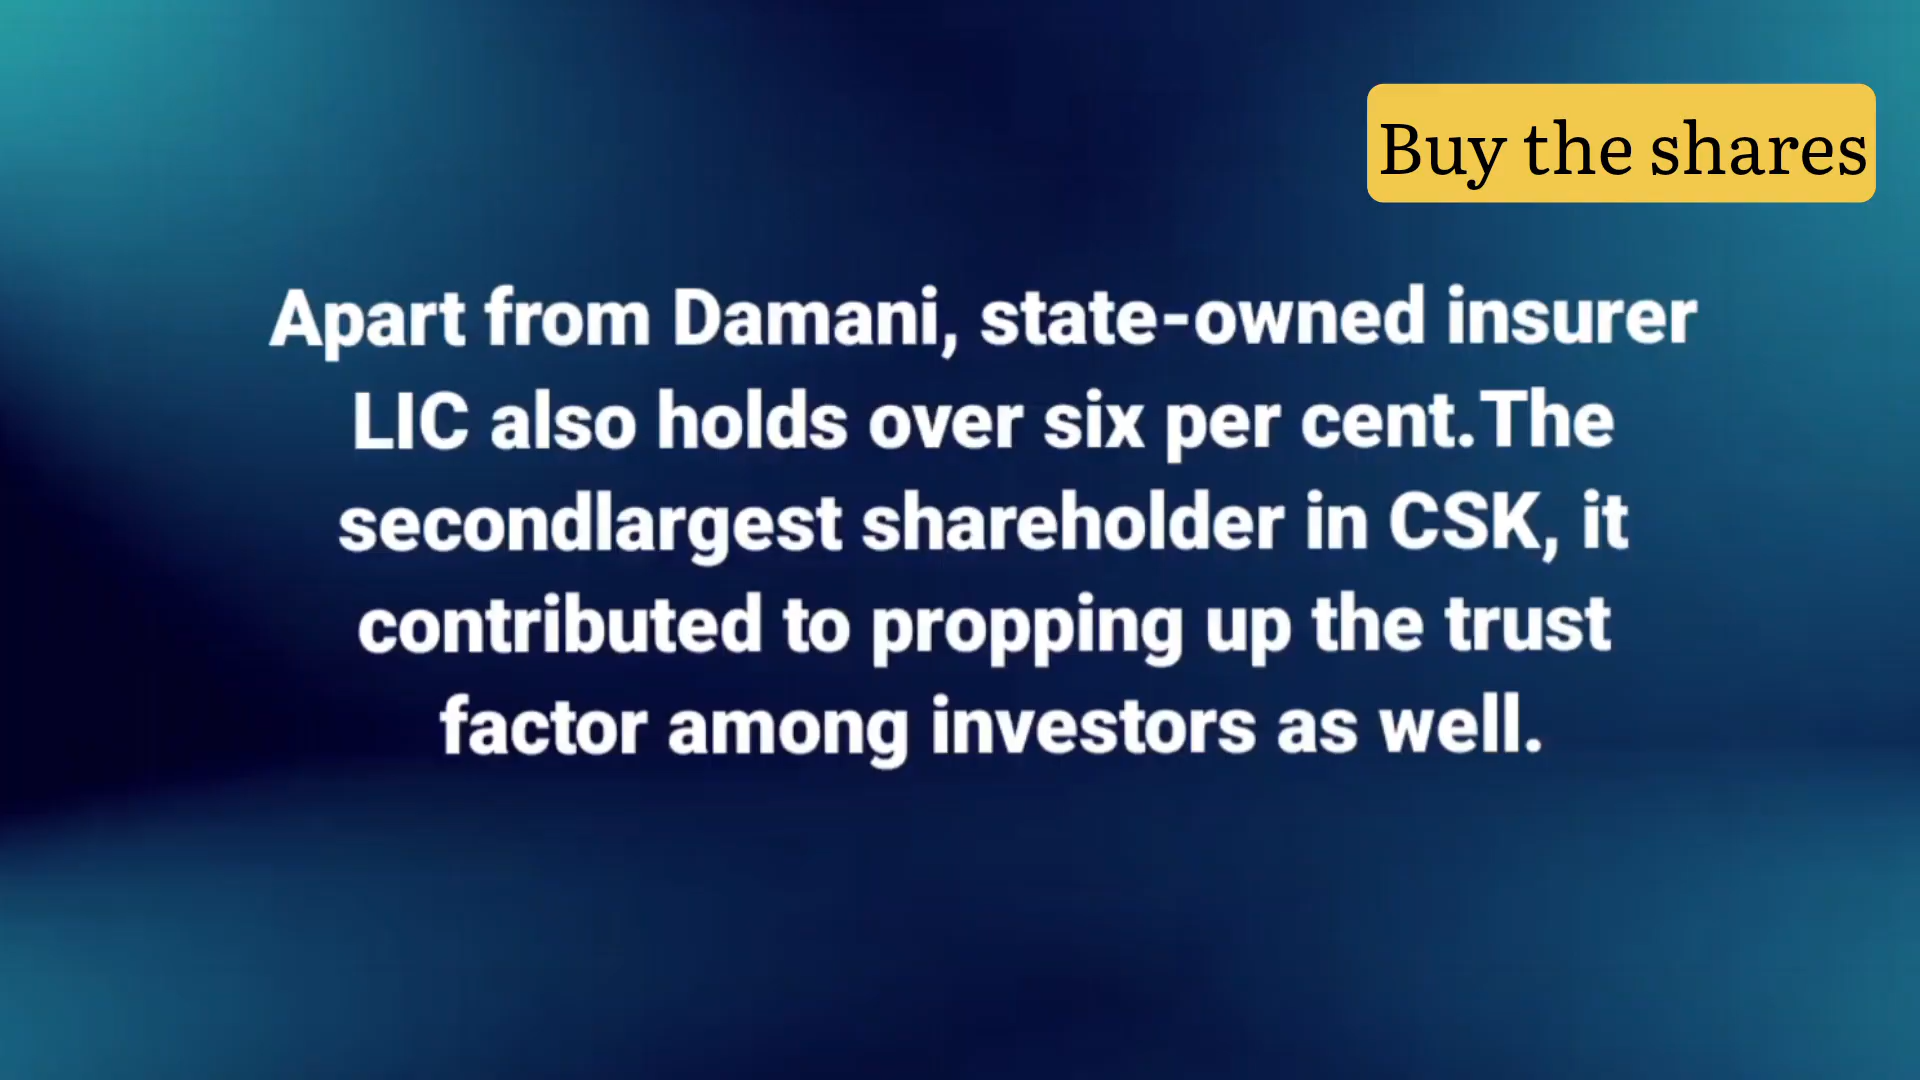 Buy the shares
Apart from Damani, state-owned insurer
LIC also holds over six per cent.The
secondlargest shareholder in CSK, it
contributed to propping up the trust
factor among investors as well.